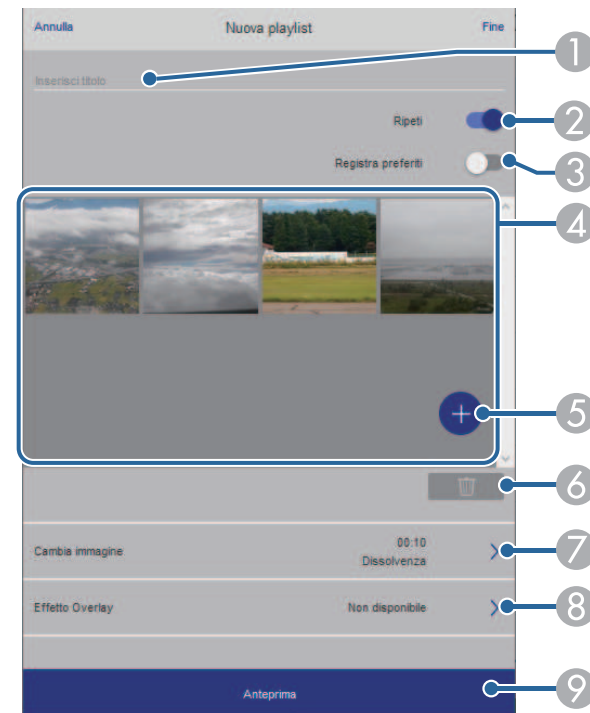 Annulla Nuova playlist Fine
Inserisci titolo
1
Ripeti
2
Registra preferiti
3
4
+
5
6
00:10
Cambia immagine
Dissolvenza
7
Effetto Overlay Non disponibile
8
Anteprima
9